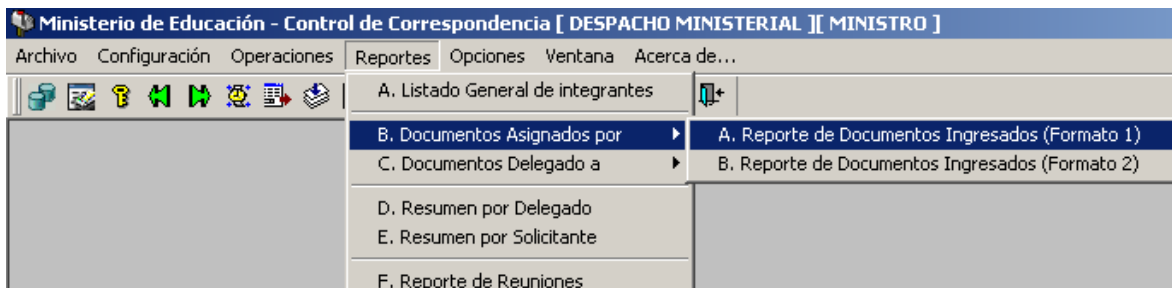 Ministerio de Educación - Control de Correspondencia [ DESPACHO MINISTERIAL ][ MINISTRO ]
Archivo Configuración Operaciones Reportes Opciones Ventana Acerca de...
A. Listado General de integrantes
B. Documentos Asignados por
A. Reporte de Documentos Ingresados (Formato 1)
C. Documentos Delegado a
B. Reporte de Documentos Ingresados (Formato 2)
D. Resumen por Delegado
E. Resumen por Solicitante
F. Reporte de Reuniones